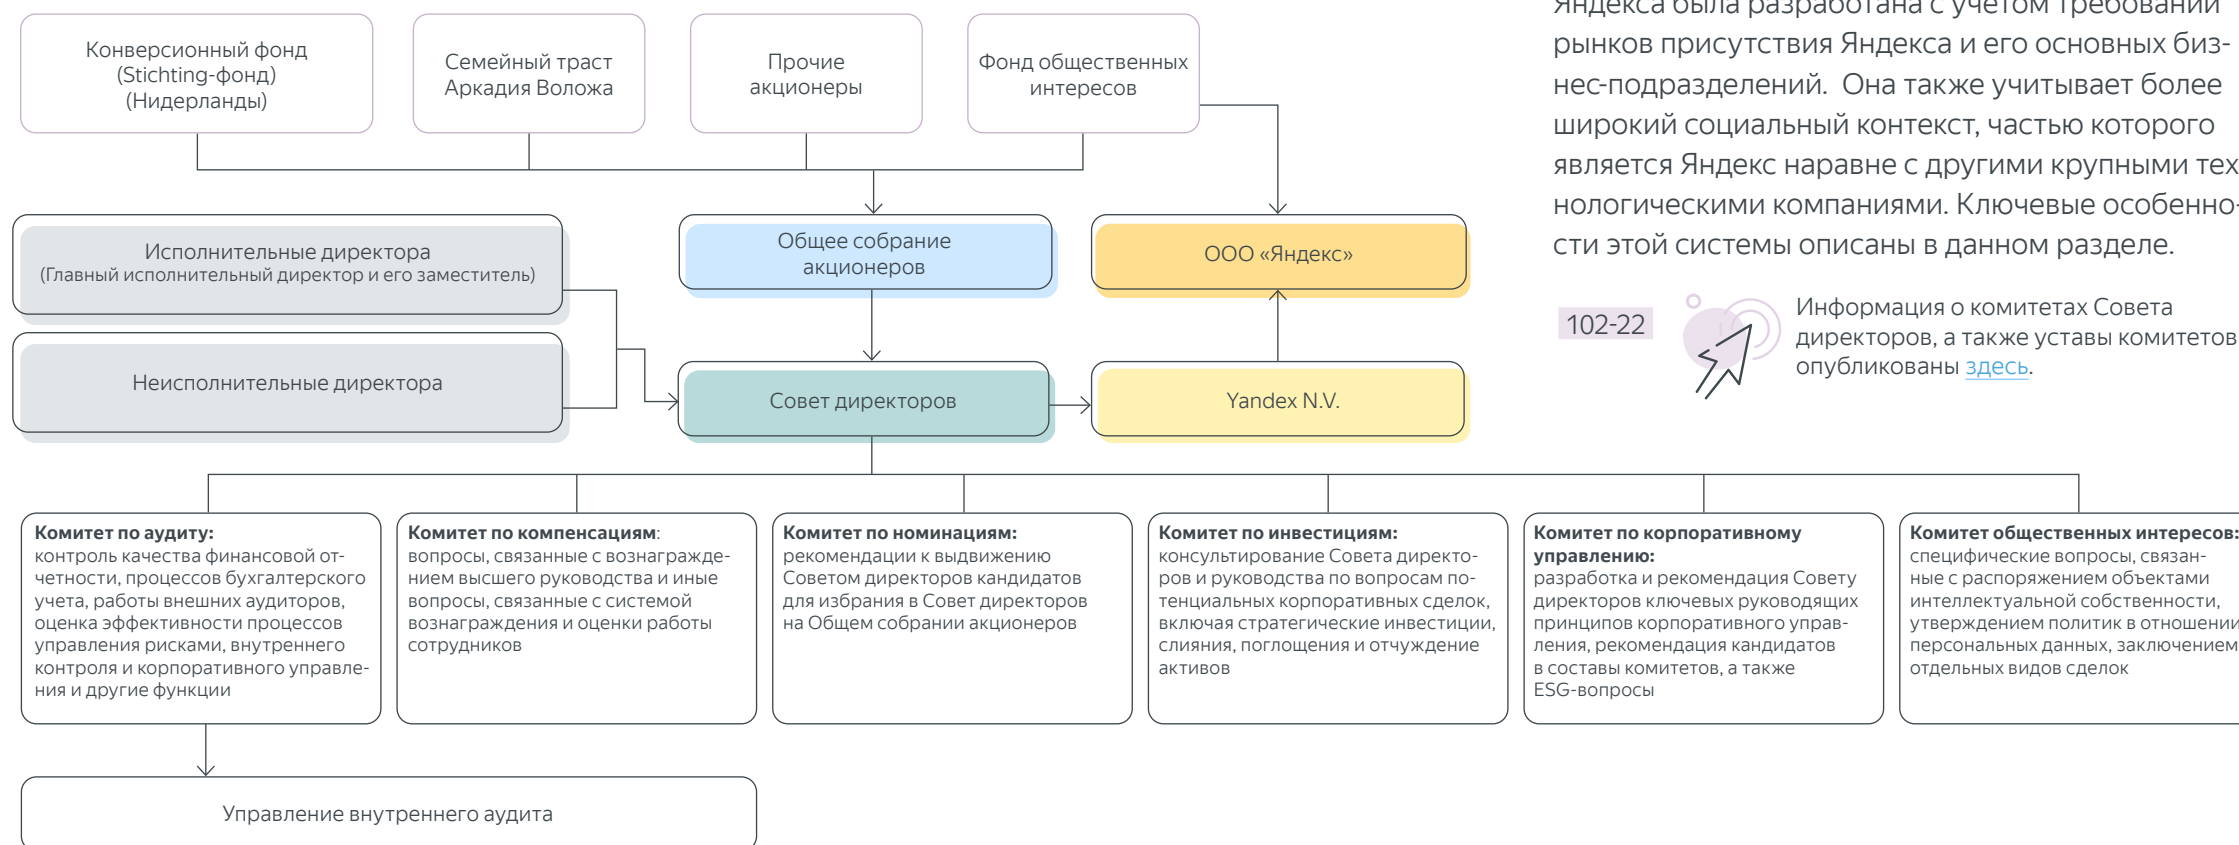 Конверсионный фонд
(Stichting-фонд)
(Нидерланды)
Семейный траст
Аркадия Воложа
Прочие
акционеры
Фонд общественных
интересов
Яндекса была разработана с учетом требований
рынков присутствия Яндекса и его основных биз-
нес-подразделений. Она также учитывает более
широкий социальный контекст, частью которого
является Яндекс наравне с другими крупными тех
нологическими компаниями. Ключевые особенно-
сти этой системы описаны в данном разделе.
102-22
Информация о комитетах Совета
директоров, а также уставы комитетов
опубликованы здесь.
Исполнительные директора
(Главный исполнительный директор и его заместитель)
Общее собрание
акционеров
ООО «Яндекс»
Неисполнительные директора
Совет директоров
Yandex N.V.
Комитет по аудиту:
контроль качества финансовой от-
четности, процессов бухгалтерского
учета, работы внешних аудиторов,
оценка эффективности процессов
управления рисками, внутреннего
контроля и корпоративного управле-
ния и другие функции
Комитет по компенсациям:
вопросы, связанные с вознагражде-
нием высшего руководства и иные
вопросы, связанные с системой
вознаграждения и оценки работы
сотрудников
Комитет по номинациям:
рекомендации к выдвижению
Советом директоров кандидатов
для избрания в Совет директоров
на Общем собрании акционеров
Комитет по инвестициям:
консультирование Совета директо-
ров и руководства по вопросам по-
тенциальных корпоративных сделок,
включая стратегические инвестиции,
слияния, поглощения и отчуждение
активов
Комитет по корпоративному
управлению:
разработка и рекомендация Совету
директоров ключевых руководящих
принципов корпоративного управ-
ления, рекомендация кандидатов
в составы комитетов, а также
ESG-вопросы
Комитет общественных интересов:
специфические вопросы, связан-
ные с распоряжением объектами
интеллектуальной собственности,
утверждением политик в отношении
персональных данных, заключением
отдельных видов сделок
Управление внутреннего аудита